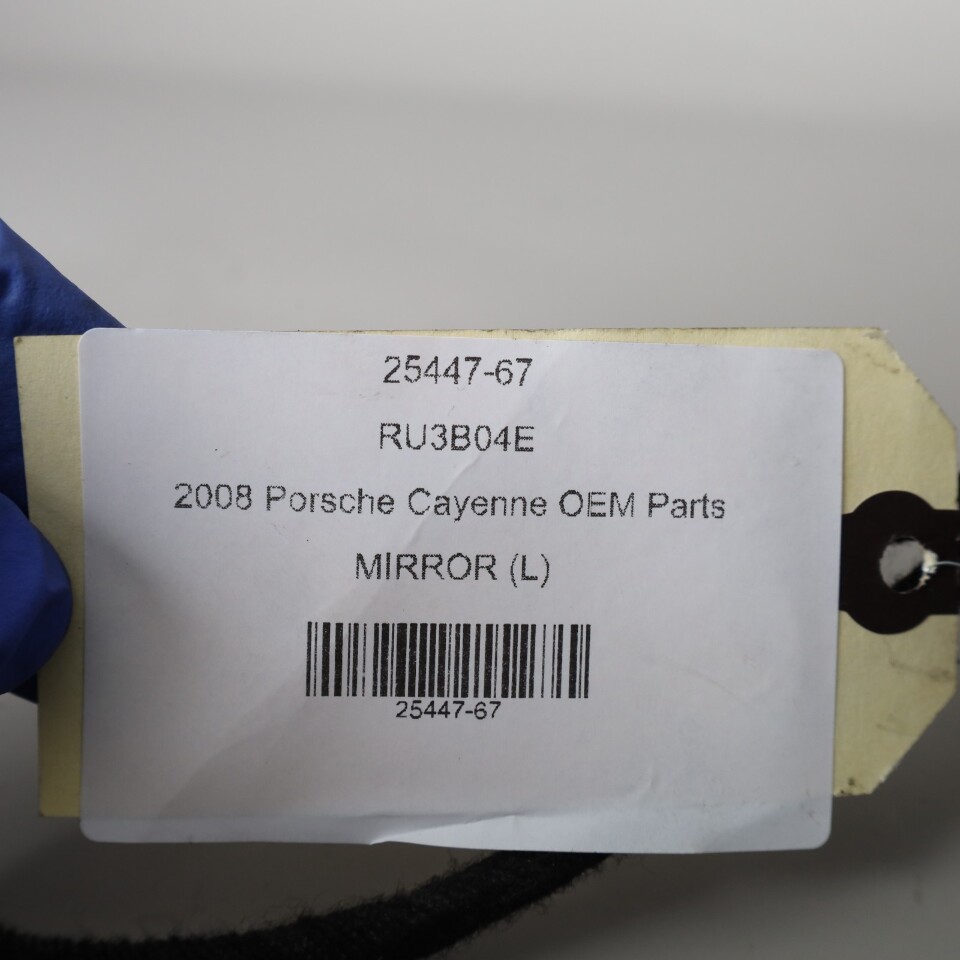 25447-67
RU3B04E
2008 Porsche Cayenne OEM Parts
MIRROR (L)
25447-67